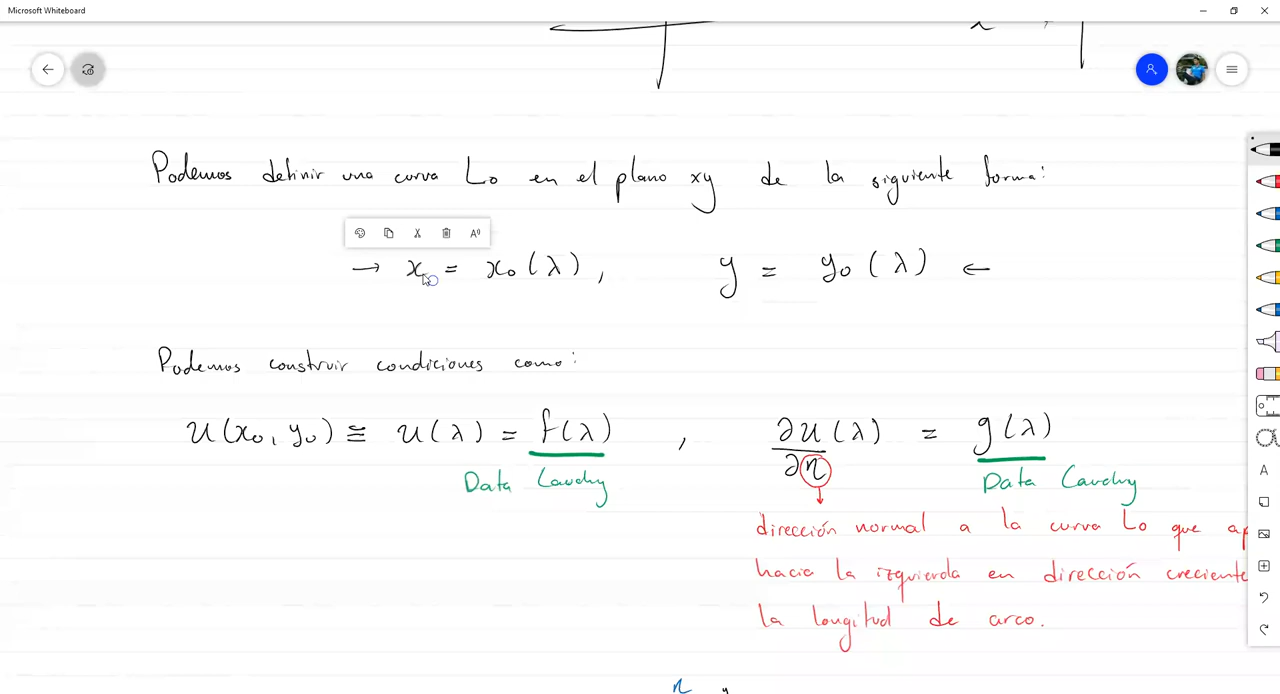 Microsoft Whiteboard
Podemos definir una curva Lo en el plano xy de la siguiente forma:
→ x₀ = x₀(λ), y = y₀(λ) ←
Podemos construir condiciones como:
u(x₀, y₀) ≅ u(λ) = f(λ) , ∂u/∂n (λ) = g(λ)
Data Cauchy Data Cauchy
dirección normal a la curva Lo que ap
hacia la izquierda en dirección creciente
la longitud de arco.
n